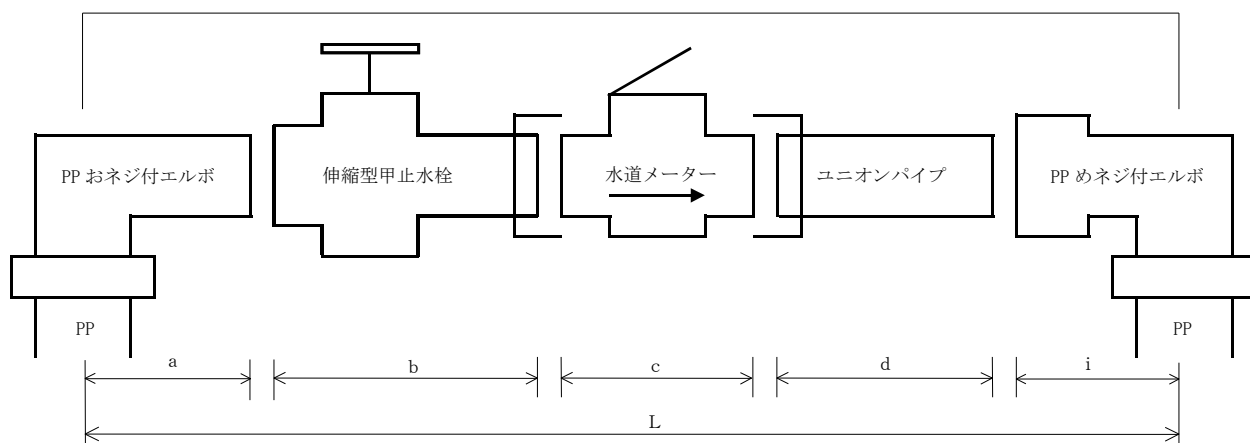 PP おネジ付エルボ
伸縮型甲止水栓
水道メーター
ユニオンパイプ
PP めネジ付エルボ
PP
PP
a
b
c
d
i
L